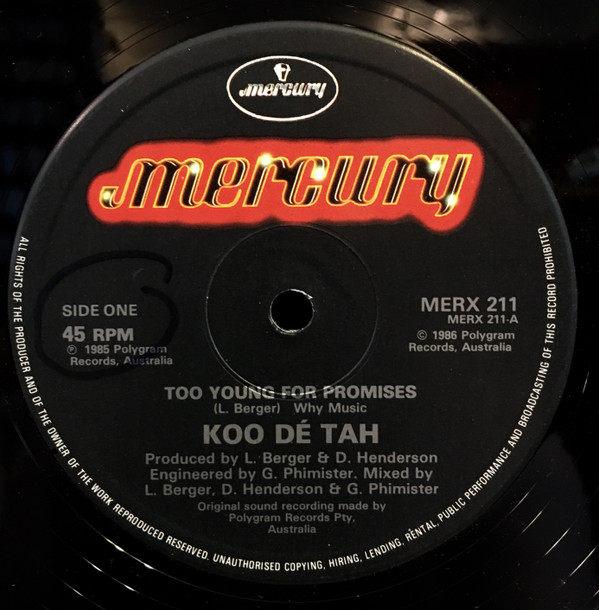 mercury
mercury
SIDE ONE
45 RPM
Ⓟ 1985 Polygram
Records, Australia
MERX 211
MERX 211-A
© 1986 Polygram
Records, Australia
TOO YOUNG FOR PROMISES
(L. Berger) Why Music
KOO DÉ TAH
Produced by L. Berger & D. Henderson
Engineered by G. Phimister. Mixed by
L. Berger, D. Henderson & G. Phimister
Original sound recording made by
Polygram Records Pty,
Australia
ALL RIGHTS OF THE PRODUCER AND OF THE OWNER OF THE WORK REPRODUCED RESERVED. UNAUTHORISED COPYING, HIRING, LENDING, RENTAL, PUBLIC PERFORMANCE AND BROADCASTING OF THIS RECORD PROHIBITED